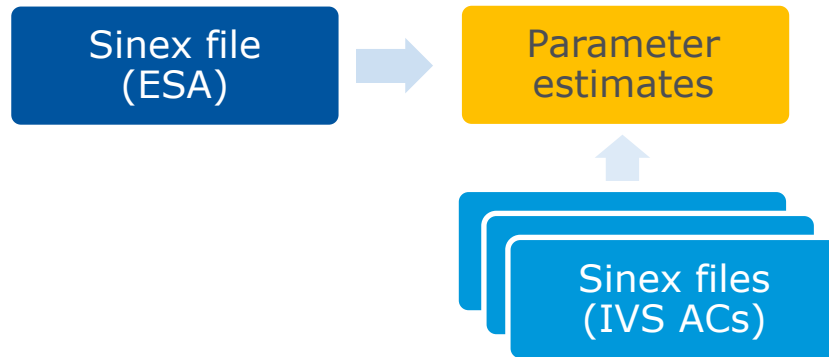 Sinex file
(ESA)
Parameter
estimates
Sinex files
(IVS ACs)